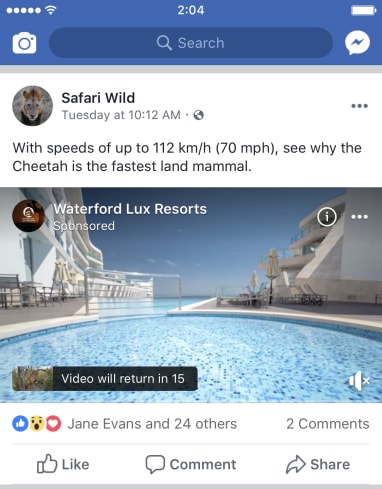 2:04
Search
Safari Wild
Tuesday at 10:12 AM ·
With speeds of up to 112 km/h (70 mph), see why the
Cheetah is the fastest land mammal.
Waterford Lux Resorts
Sponsored
Video will return in 15
Jane Evans and 24 others 2 Comments
Like Comment Share